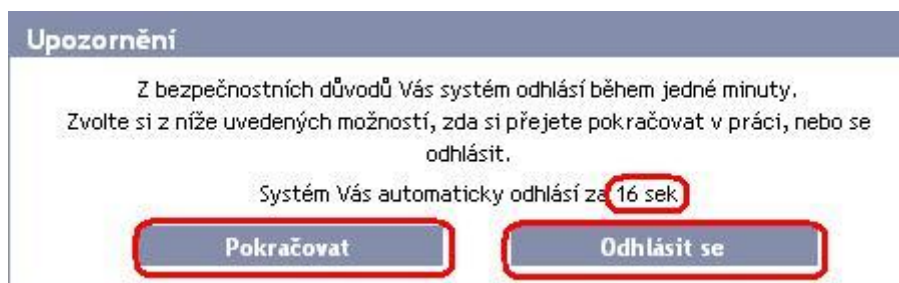 Upozornění
Z bezpečnostních důvodů Vás systém odhlásí během jedné minuty.
Zvolte si z níže uvedených možností, zda si přejete pokračovat v práci, nebo se
odhlásit.
Systém Vás automaticky odhlásí za 16 sek
Pokračovat
Odhlásit se